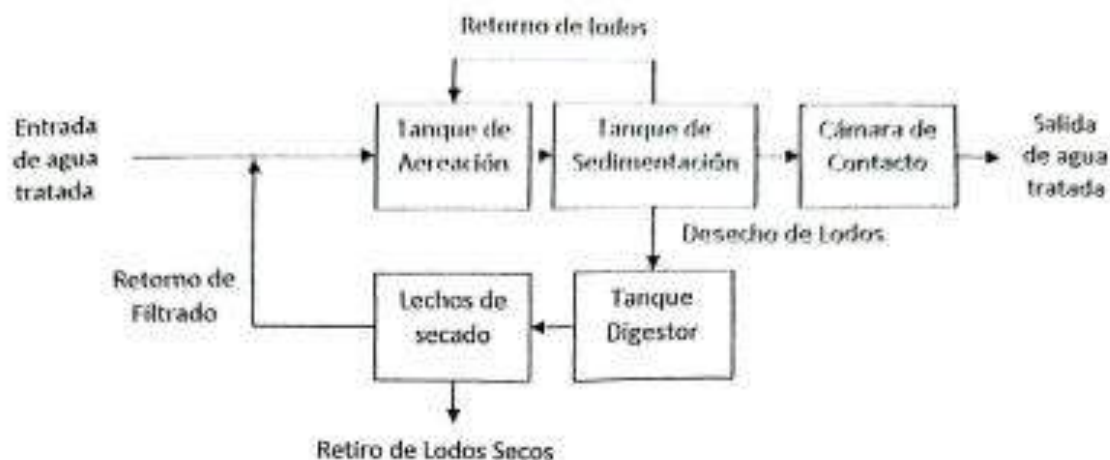 Retorno de lodos
Entrada
de agua
tratada
Tanque de
Aereación
Tanque de
Sedimentación
Cámara de
Contacto
Salida
de agua
tratada
Desecho de Lodos
Retorno de
Filtrado
Lechos de
secado
Tanque
Digestor
Retiro de Lodos Secos